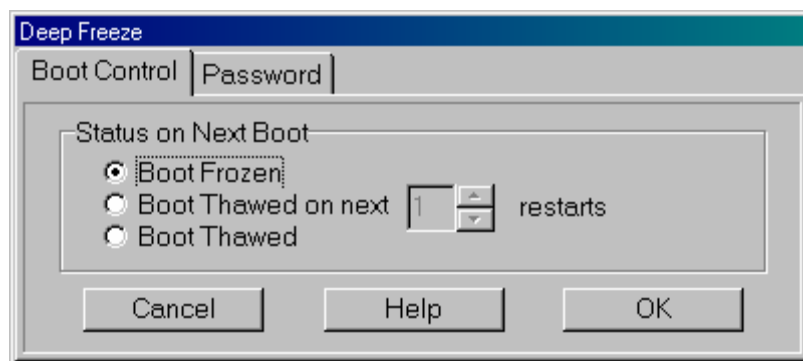 Deep Freeze
Boot Control Password
Status on Next Boot
Boot Frozen
Boot Thawed on next 1 restarts
Boot Thawed
Cancel Help OK